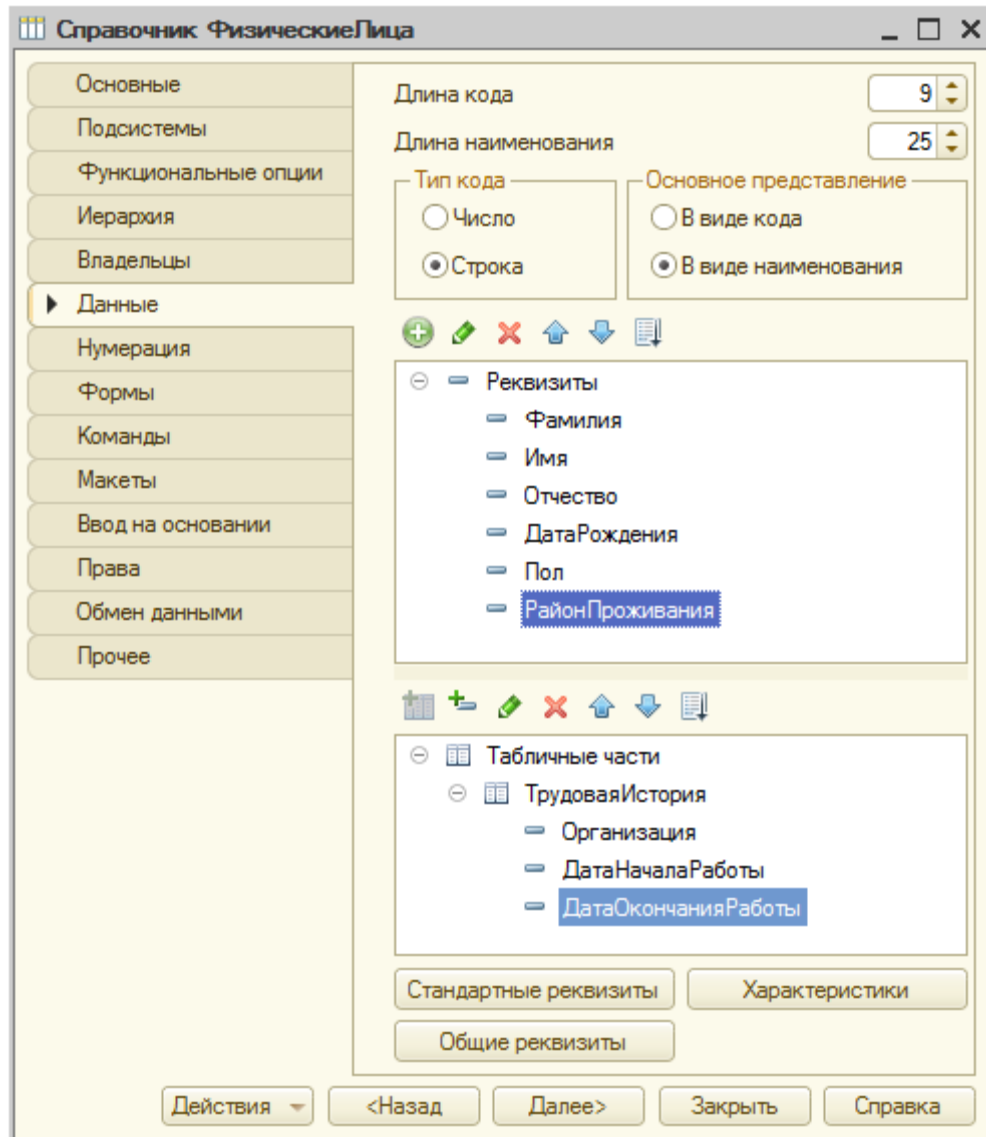 Справочник ФизическиеЛица
Основные
Подсистемы
Функциональные опции
Иерархия
Владельцы
Данные
Нумерация
Формы
Команды
Макеты
Ввод на основании
Права
Обмен данными
Прочее
Длина кода 9
Длина наименования 25
Тип кода
Число
Строка
Основное представление
В виде кода
В виде наименования
Реквизиты
Фамилия
Имя
Отчество
ДатаРождения
Пол
РайонПроживания
Табличные части
ТрудоваяИстория
Организация
ДатаНачалаРаботы
ДатаОкончанияРаботы
Стандартные реквизиты Характеристики
Общие реквизиты
Действия <Назад Далее> Закрыть Справка